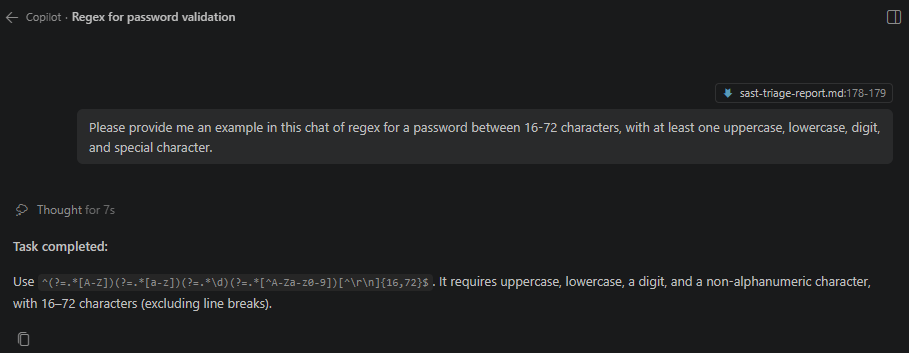 Copilot · Regex for password validation
sast-triage-report.md:178-179
Please provide me an example in this chat of regex for a password between 16-72 characters, with at least one uppercase, lowercase, digit,
and special character.
Thought for 7s
Task completed:
Use ^(?=.*[A-Z])(?=.*[a-z])(?=.*\d)(?=.*[^A-Za-z0-9])[^\r\n]{16,72}$ . It requires uppercase, lowercase, a digit, and a non-alphanumeric character,
with 16–72 characters (excluding line breaks).